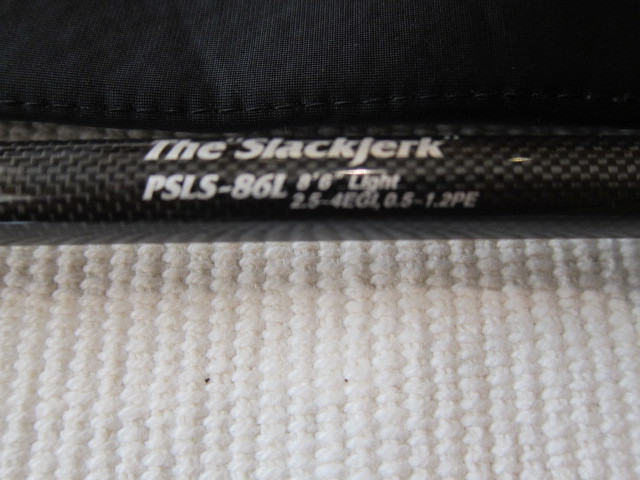 The "Slackjerk"
PSLS-86L 8'6" Light
2.5-4EGI, 0.5-1.2PE